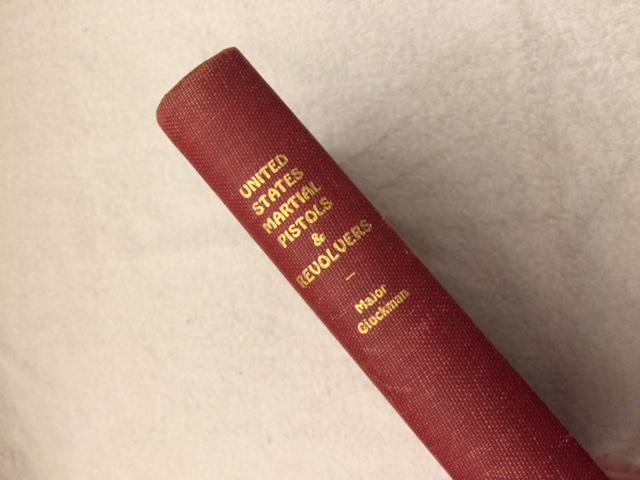 UNITED
STATES
MARTIAL
PISTOLS
&
REVOLVERS
—
Major
Gluckman